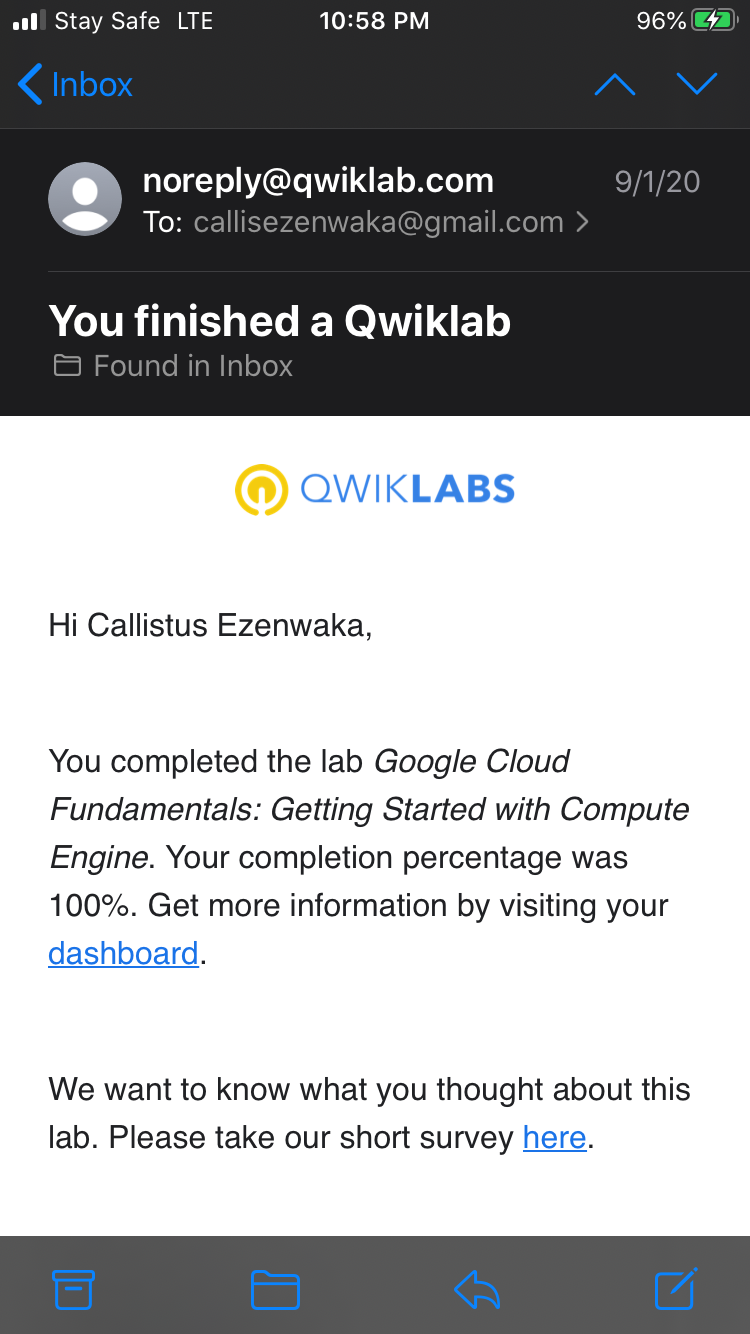 Stay Safe LTE 10:58 PM 96%
Inbox
noreply@qwiklab.com 9/1/20
To: callisezenwaka@gmail.com
You finished a Qwiklab
Found in Inbox
QWIKLABS
Hi Callistus Ezenwaka,
You completed the lab Google Cloud
Fundamentals: Getting Started with Compute
Engine. Your completion percentage was
100%. Get more information by visiting your
dashboard.
We want to know what you thought about this
lab. Please take our short survey here.